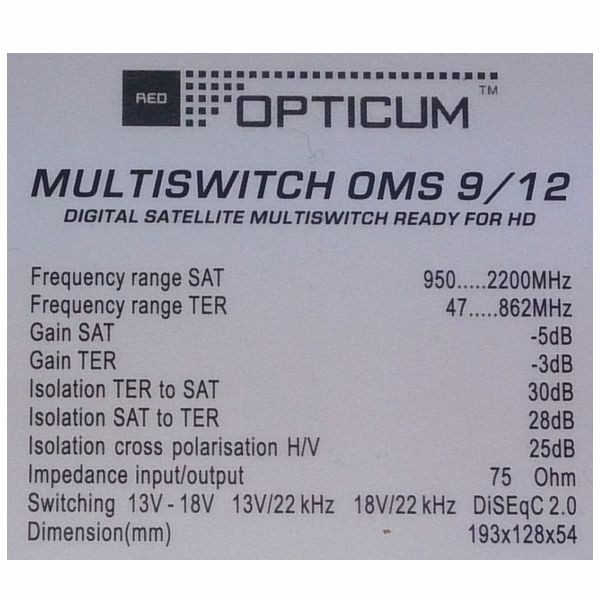 RED OPTICUM™
MULTISWITCH OMS 9/12
DIGITAL SATELLITE MULTISWITCH READY FOR HD
Frequency range SAT 950.....2200MHz
Frequency range TER 47.....862MHz
Gain SAT -5dB
Gain TER -3dB
Isolation TER to SAT 30dB
Isolation SAT to TER 28dB
Isolation cross polarisation H/V 25dB
Impedance input/output 75 Ohm
Switching 13V - 18V 13V/22 kHz 18V/22 kHz DiSEqC 2.0
Dimension(mm) 193x128x54